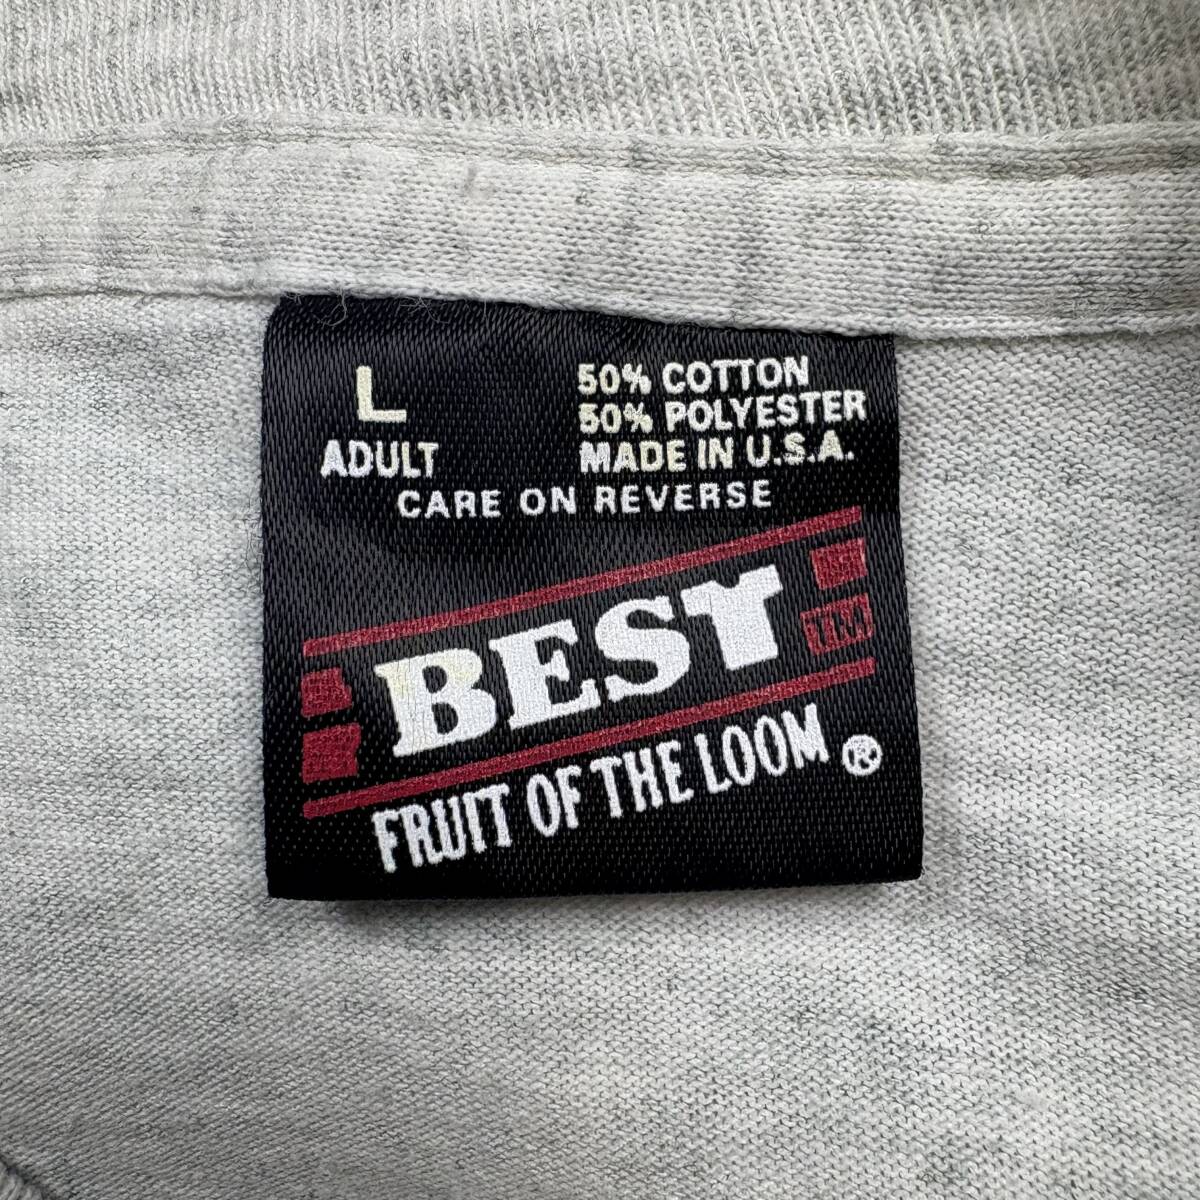 L
ADULT
50% COTTON
50% POLYESTER
MADE IN U.S.A.
CARE ON REVERSE
BEST
TM
FRUIT OF THE LOOM ®